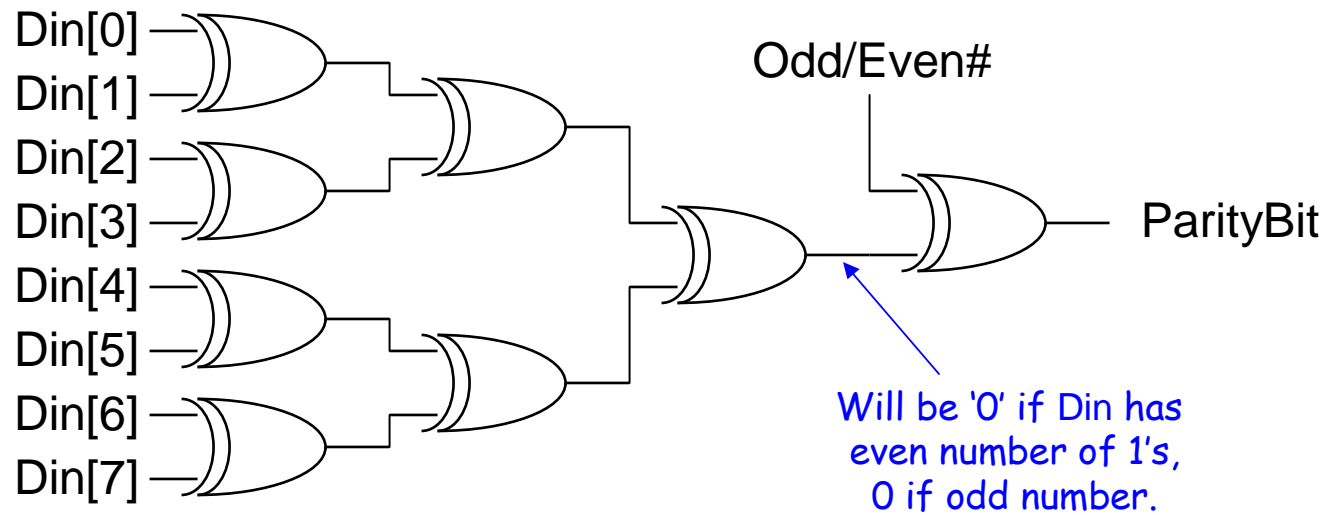 Din[0]
Din[1]
Din[2]
Din[3]
Din[4]
Din[5]
Din[6]
Din[7]
Odd/Even#
ParityBit
Will be ‘0’ if Din has
even number of 1’s,
0 if odd number.